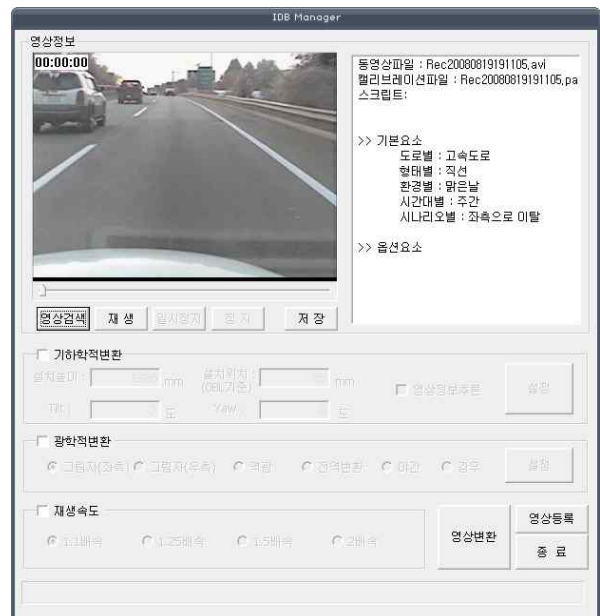 IDB Manager
영상정보
00:00:00
동영상파일 : Rec20080819191105,avi
캘리브레이션파일 : Rec20080819191105,pa
스크립트:
>> 기본요소
도로별 : 고속도로
형태별 : 직선
환경별 : 맑은날
시간대별 : 주간
시나리오별 : 좌측으로 이탈
>> 옵션요소
영상검색 재 생 일시정지 정 지 저 장
기하학적변환
설치높이 : mm 설치위치 : mm
(OBL기준)
영상정보추론 설정
Tilt : 도 Yaw : 도
광학적변환
그림자(좌측) 그림자(우측) 역광 전역변환 야간 강우 설정
재생속도
1.1배속 1.25배속 1.5배속 2배속
영상변환
영상등록
종 료